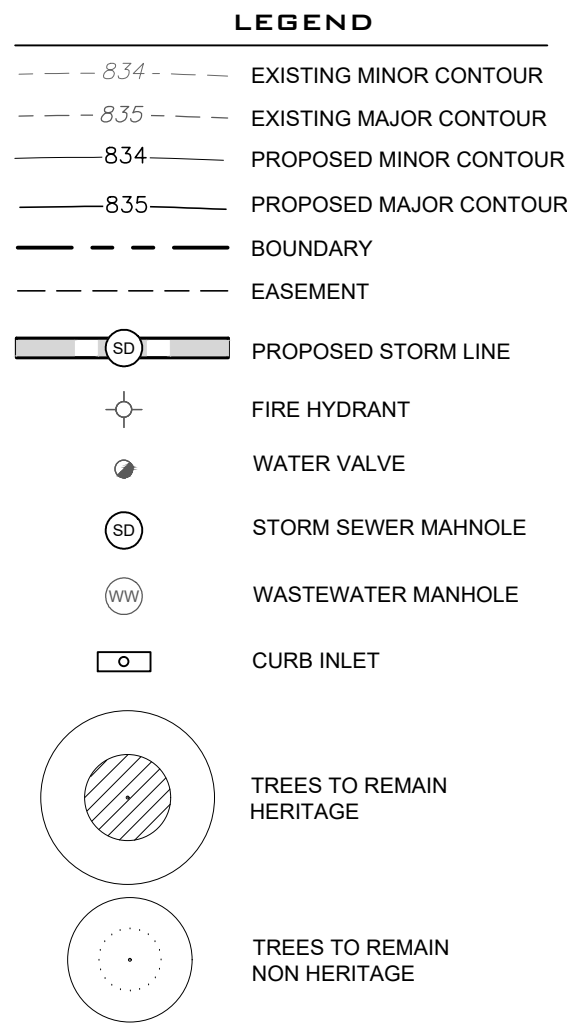 LEGEND
834 EXISTING MINOR CONTOUR
835 EXISTING MAJOR CONTOUR
834 PROPOSED MINOR CONTOUR
835 PROPOSED MAJOR CONTOUR
BOUNDARY
EASEMENT
SD PROPOSED STORM LINE
FIRE HYDRANT
WATER VALVE
SD STORM SEWER MAHNOLE
WW WASTEWATER MANHOLE
CURB INLET
TREES TO REMAIN
HERITAGE
TREES TO REMAIN
NON HERITAGE